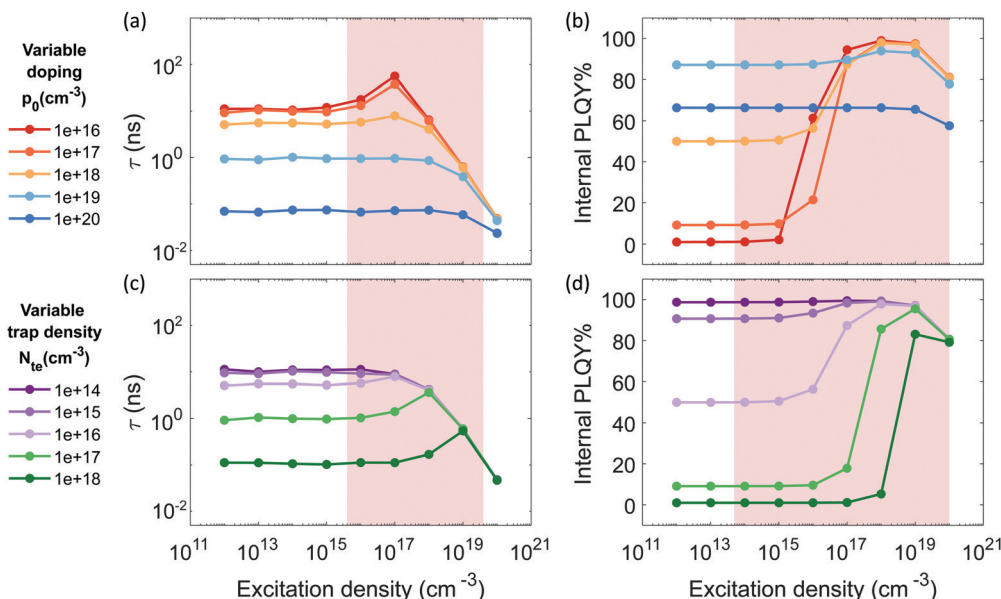 Variable
doping
p0(cm-3)
1e+16
1e+17
1e+18
1e+19
1e+20
(a)
τ (ns)
10^2
10^0
10^-2
(b)
Internal PLQY%
100
80
60
40
20
0
Variable
trap density
Nte(cm-3)
1e+14
1e+15
1e+16
1e+17
1e+18
(c)
τ (ns)
10^2
10^0
10^-2
10^11 10^13 10^15 10^17 10^19 10^21
Excitation density (cm^-3)
(d)
Internal PLQY%
100
80
60
40
20
0
10^11 10^13 10^15 10^17 10^19 10^21
Excitation density (cm^-3)